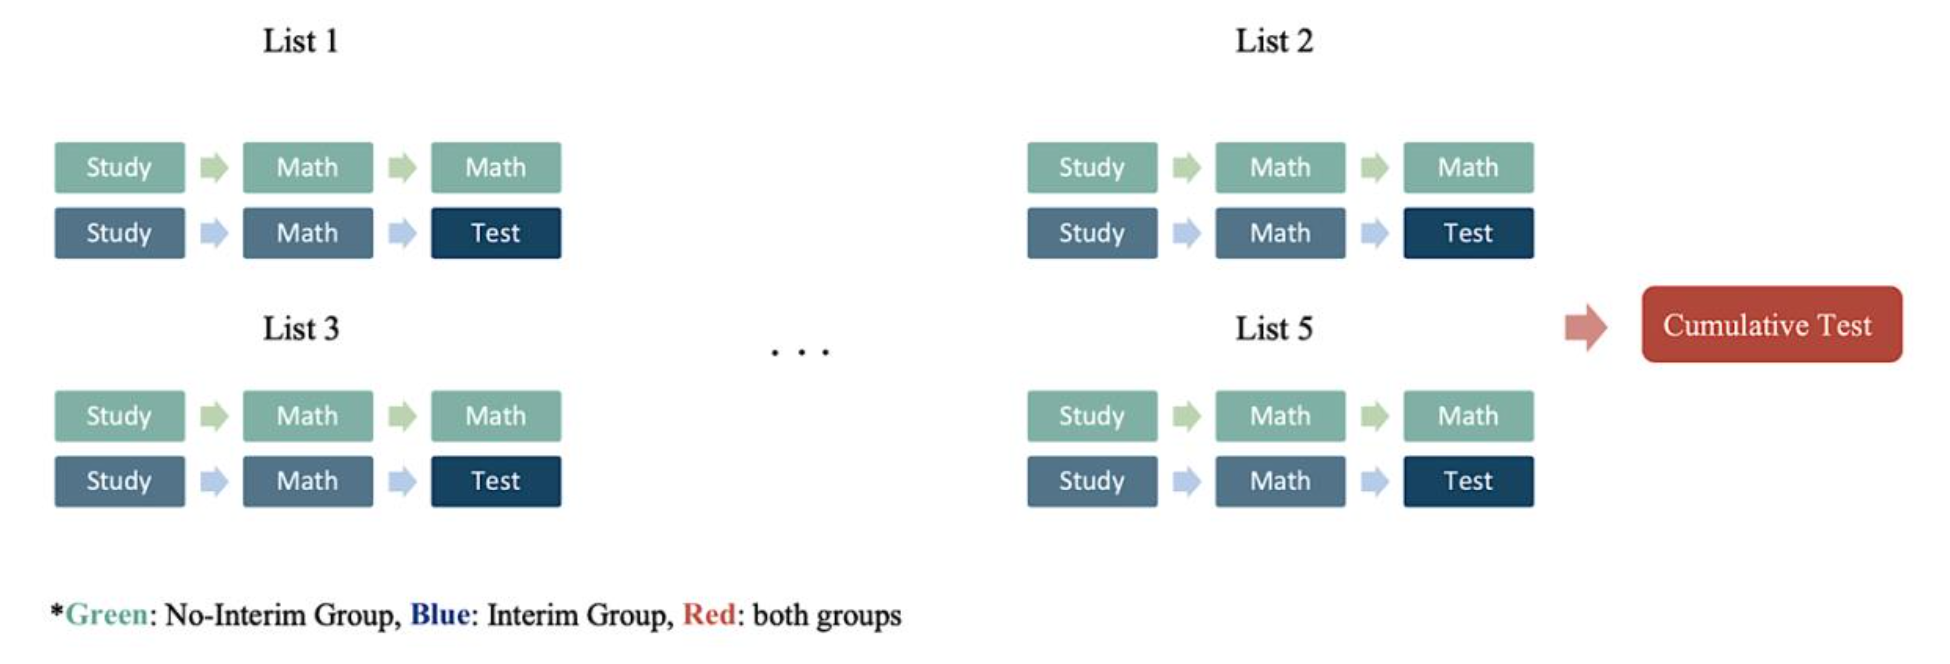 List 1
List 2
Study Math Math
Study Math Math
Study Math Test
Study Math Test
List 3
List 5
Cumulative Test
. . .
Study Math Math
Study Math Math
Study Math Test
Study Math Test
*Green: No-Interim Group, Blue: Interim Group, Red: both groups